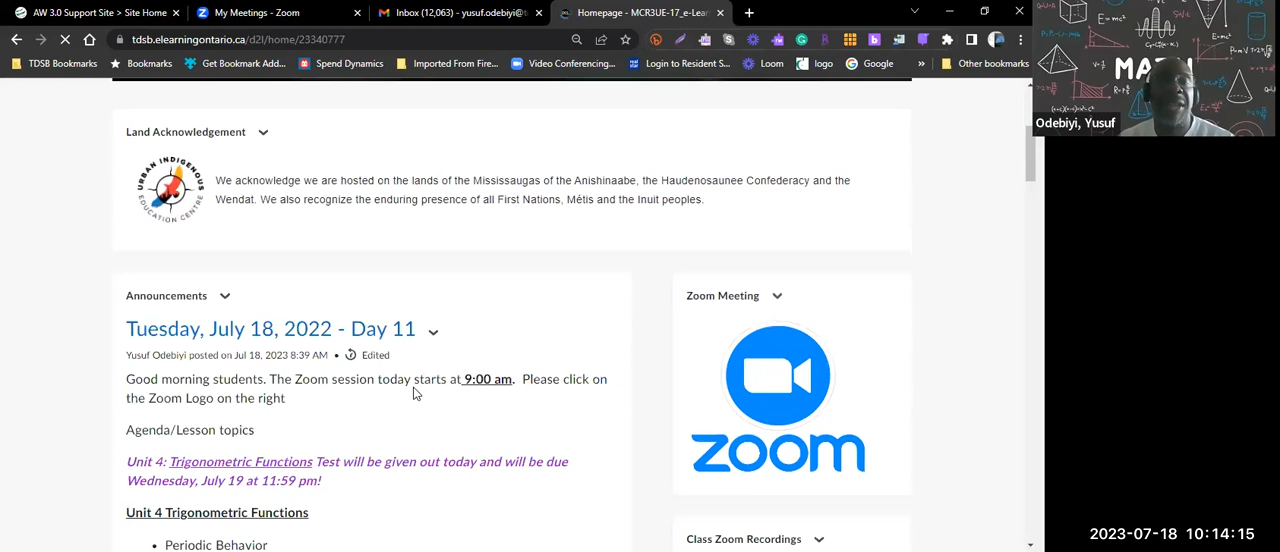 AW 3.0 Support Site > Site Home
My Meetings - Zoom
Inbox (12,063) - yusuf.odebiyi@t
Homepage - MCR3UE-17_e-Lea
tdsb.elearningontario.ca/d2l/home/23340777
TDSB Bookmarks
Bookmarks
Get Bookmark Add...
Spend Dynamics
Imported From Fire...
Video Conferencing...
Login to Resident S...
Loom
logo
Google
»
Other bookmarks
MATH
Odebiyi, Yusuf
Land Acknowledgement
URBAN INDIGENOUS
EDUCATION CENTRE
We acknowledge we are hosted on the lands of the Mississaugas of the Anishinaabe, the Haudenosaunee Confederacy and the
Wendat. We also recognize the enduring presence of all First Nations, Métis and the Inuit peoples.
Announcements
Tuesday, July 18, 2022 - Day 11
Yusuf Odebiyi posted on Jul 18, 2023 8:39 AM • Edited
Good morning students. The Zoom session today starts at 9:00 am. Please click on
the Zoom Logo on the right
Agenda/Lesson topics
Unit 4: Trigonometric Functions Test will be given out today and will be due
Wednesday, July 19 at 11:59 pm!
Unit 4 Trigonometric Functions
• Periodic Behavior
Zoom Meeting
zoom
Class Zoom Recordings
2023-07-18 10:14:15